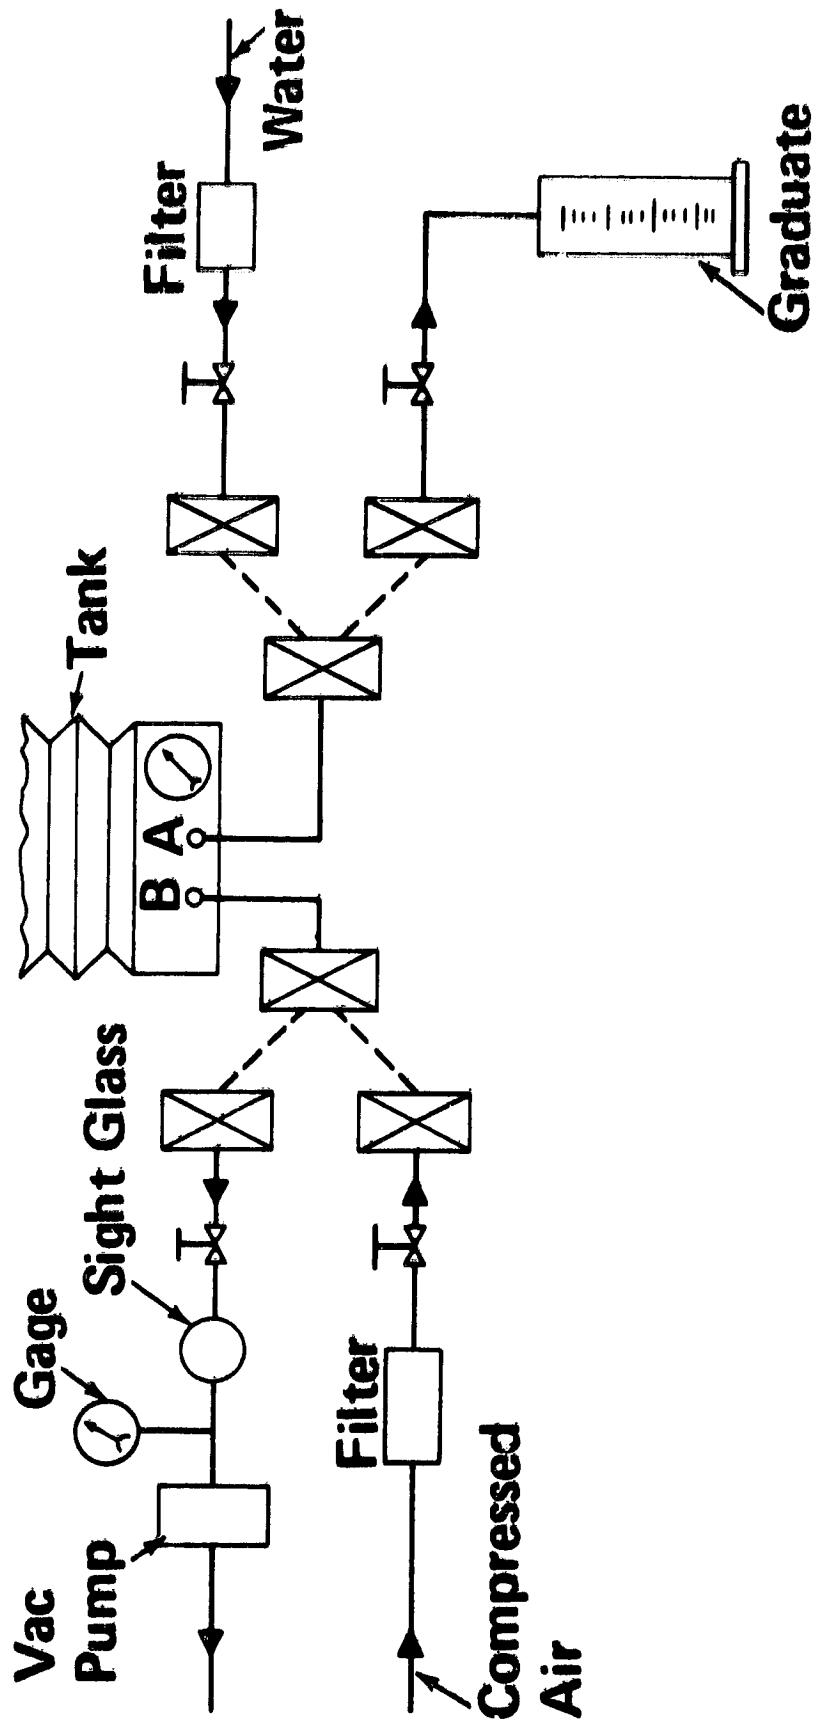 Vac
Pump
Gage
Sight Glass
Tank
B A
Filter
Water
Compressed
Air
Filter
Graduate